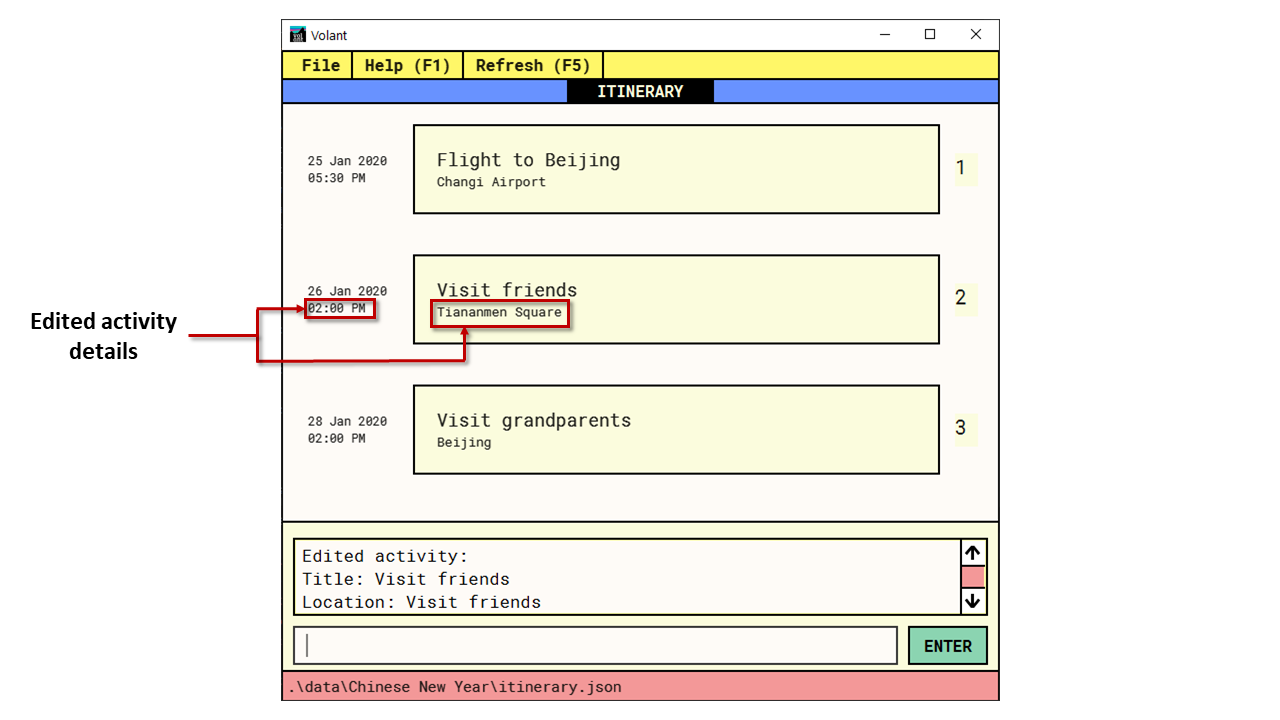 Volant
File Help (F1) Refresh (F5)
ITINERARY
25 Jan 2020
05:30 PM
Flight to Beijing
Changi Airport
1
26 Jan 2020
02:00 PM
Visit friends
Tiananmen Square
2
Edited activity
details
28 Jan 2020
02:00 PM
Visit grandparents
Beijing
3
Edited activity:
Title: Visit friends
Location: Visit friends
ENTER
.\data\Chinese New Year\itinerary.json